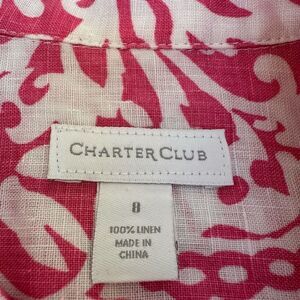 CHARTER CLUB
8
100% LINEN
MADE IN
CHINA